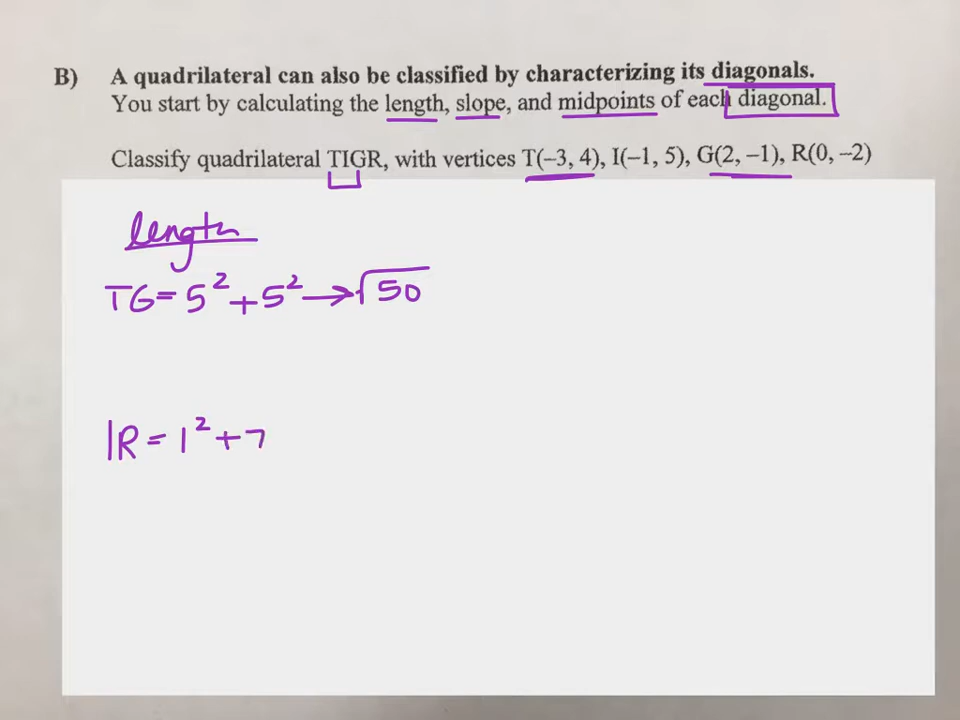 B) A quadrilateral can also be classified by characterizing its diagonals.
You start by calculating the length, slope, and midpoints of each diagonal.
Classify quadrilateral TIGR, with vertices T(−3, 4), I(−1, 5), G(2, −1), R(0, −2)
length
TG = 5² + 5² → √50
IR = 1² + 7